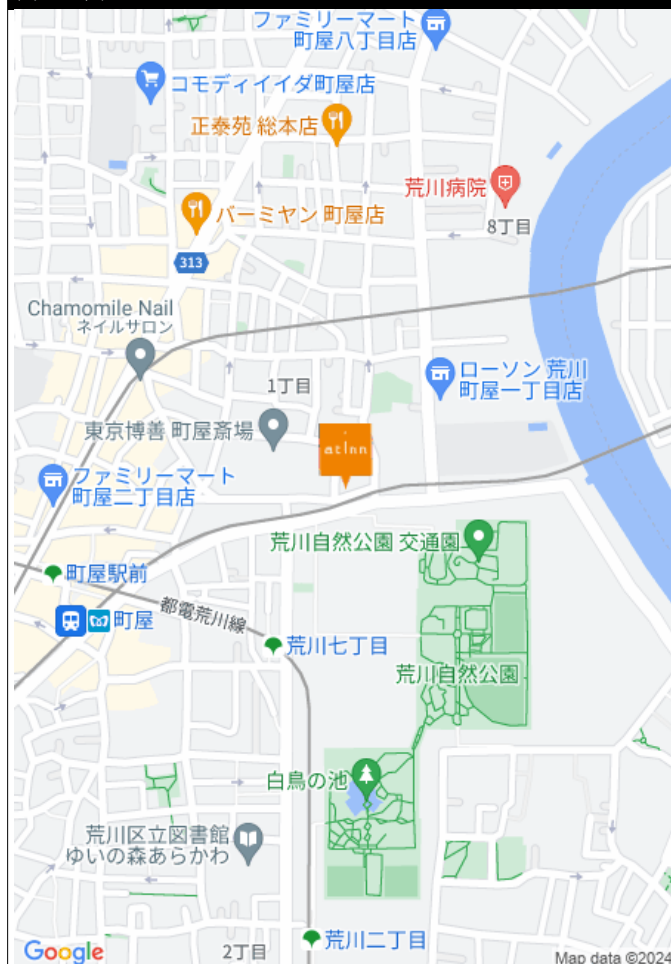 ファミリーマート
町屋八丁目店
コモディイイダ町屋店
正泰苑 総本店
荒川病院
バーミヤン 町屋店
8丁目
313
Chamomile Nail
ネイルサロン
ローソン 荒川
町屋一丁目店
1丁目
東京博善 町屋斎場
at Inn
ファミリーマート
町屋二丁目店
荒川自然公園 交通園
町屋駅前
都電荒川線
町屋
荒川七丁目
荒川自然公園
白鳥の池
荒川区立図書館
ゆいの森あらかわ
荒川二丁目
2丁目
Google
Map data ©2024